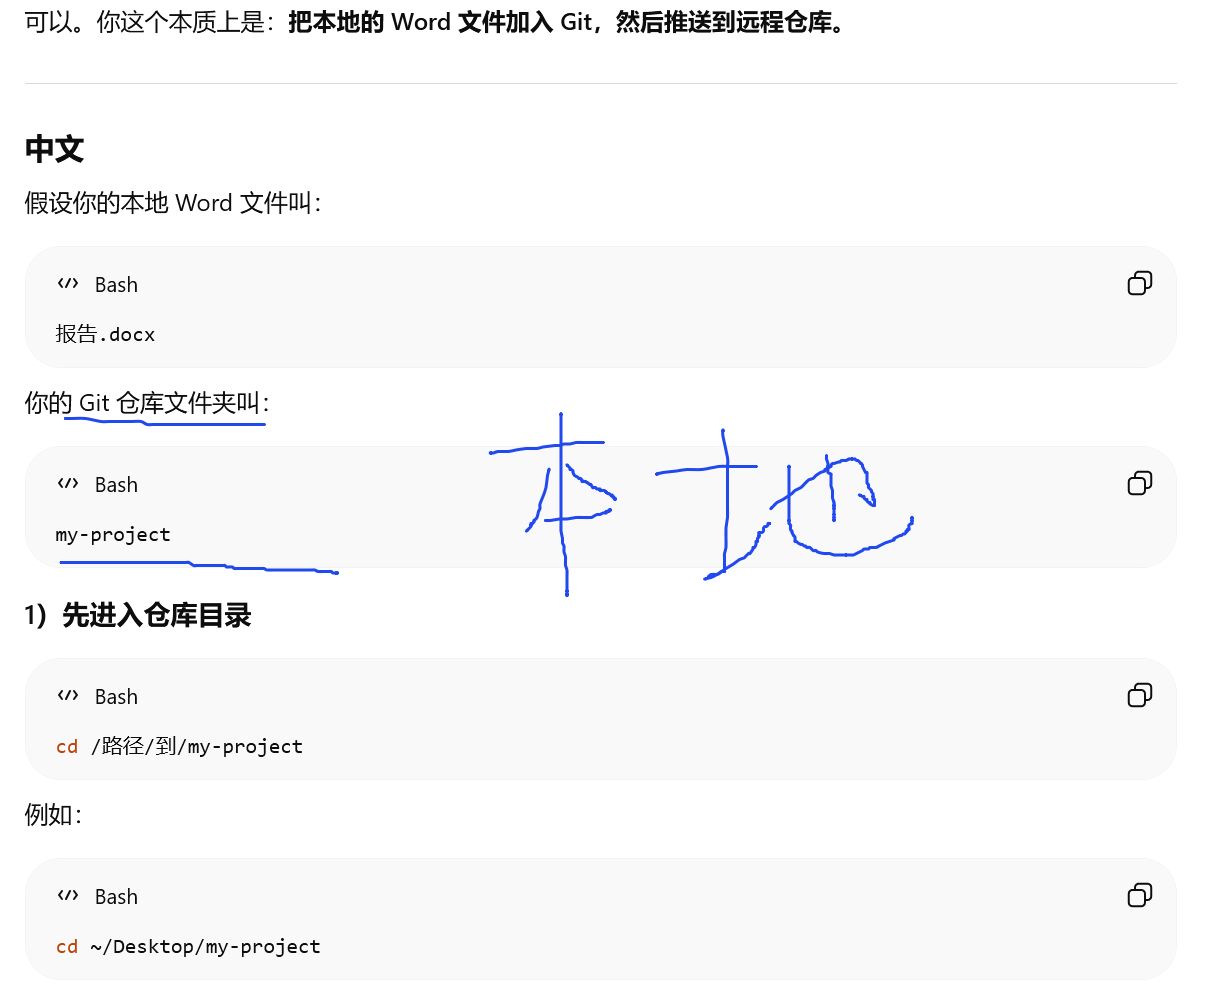 可以。你这个本质上是：把本地的 Word 文件加入 Git，然后推送到远程仓库。
中文
假设你的本地 Word 文件叫：
Bash
报告.docx
你的 Git 仓库文件夹叫：
本地
Bash
my-project
1）先进入仓库目录
Bash
cd /路径/到/my-project
例如：
Bash
cd ~/Desktop/my-project